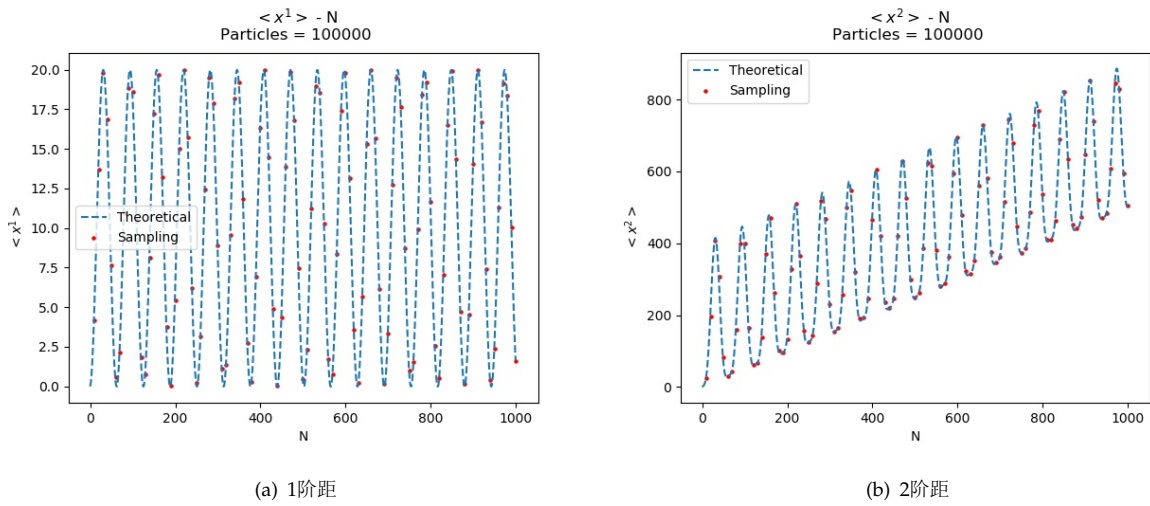 <x¹> - N
Particles = 100000
20.0
17.5
15.0
12.5
10.0
7.5
5.0
2.5
0.0
<x¹>
Theoretical
Sampling
0
200
400
600
800
1000
N
(a) 1阶距
<x²> - N
Particles = 100000
800
600
400
200
0
<x²>
Theoretical
Sampling
0
200
400
600
800
1000
N
(b) 2阶距